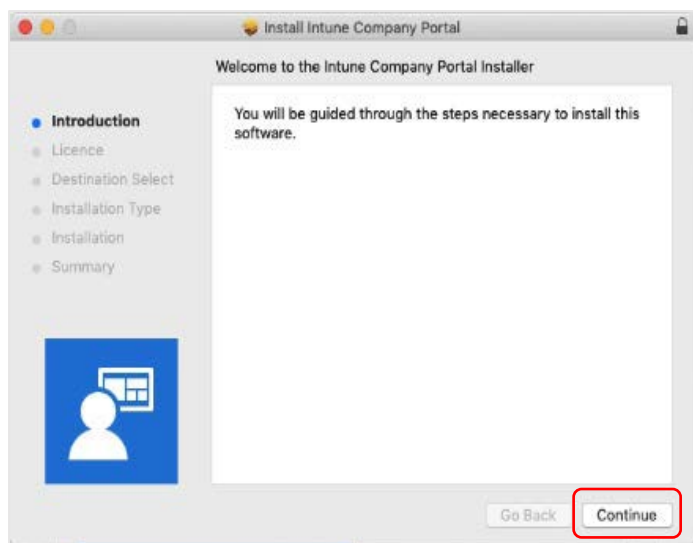 Install Intune Company Portal
Welcome to the Intune Company Portal Installer
Introduction
Licence
Destination Select
Installation Type
Installation
Summary
You will be guided through the steps necessary to install this
software.
Go Back
Continue